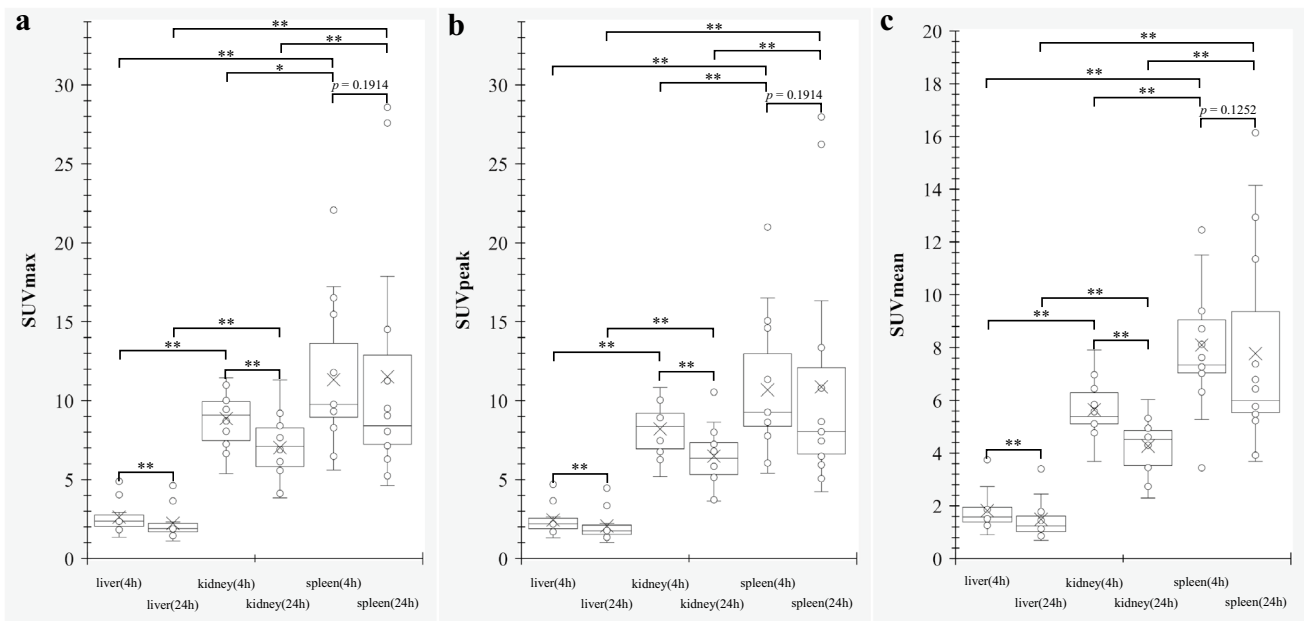 a
SUVmax
0
5
10
15
20
25
30
**
**
**
*
p = 0.1914
**
**
**
**
liver(4h)
liver(24h)
kidney(4h)
kidney(24h)
spleen(4h)
spleen(24h)
b
SUVpeak
0
5
10
15
20
25
30
**
**
**
**
p = 0.1914
**
**
**
**
liver(4h)
liver(24h)
kidney(4h)
kidney(24h)
spleen(4h)
spleen(24h)
c
SUVmean
0
2
4
6
8
10
12
14
16
18
20
**
**
**
**
p = 0.1252
**
**
**
**
liver(4h)
liver(24h)
kidney(4h)
kidney(24h)
spleen(4h)
spleen(24h)